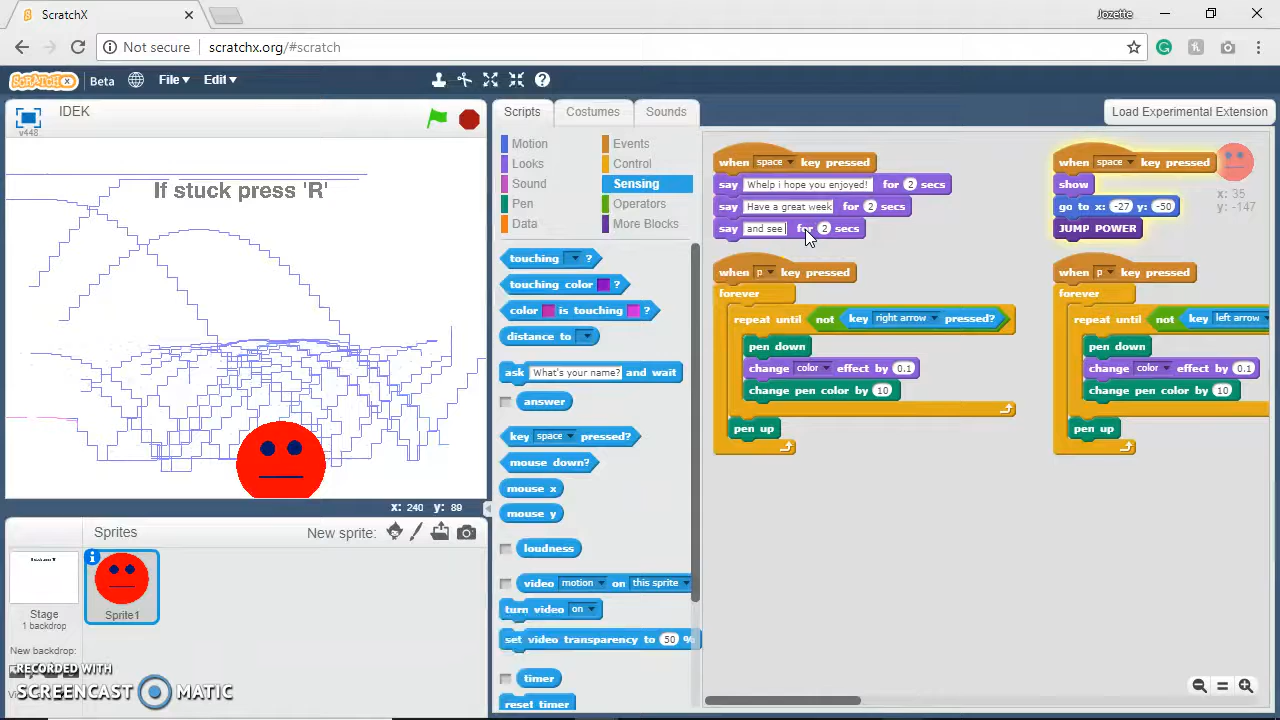 ScratchX
Jozette
Not secure scratchx.org/#scratch
SCRATCHX Beta File Edit
IDEK
v448
If stuck press 'R'
x: 240 y: 89
Sprites New sprite:
Stage
1 backdrop
Sprite1
New backdrop:
RECORDED WITH
SCREENCAST MATIC
Scripts Costumes Sounds
Load Experimental Extension
Motion Events
Looks Control
Sound Sensing
Pen Operators
Data More Blocks
touching ?
touching color ?
color is touching ?
distance to
ask What's your name? and wait
answer
key space pressed?
mouse down?
mouse x
mouse y
loudness
video motion on this sprite
turn video on
set video transparency to 50 %
timer
reset timer
when space key pressed
say Whelp i hope you enjoyed! for 2 secs
say Have a great week for 2 secs
say and see for 2 secs
when p key pressed
forever
repeat until not key right arrow pressed?
pen down
change color effect by 0.1
change pen color by 10
pen up
when space key pressed
show
go to x: -27 y: -50
JUMP POWER
x: 35
y: -147
when p key pressed
forever
repeat until not key left arrow
pen down
change color effect by 0.1
change pen color by 10
pen up